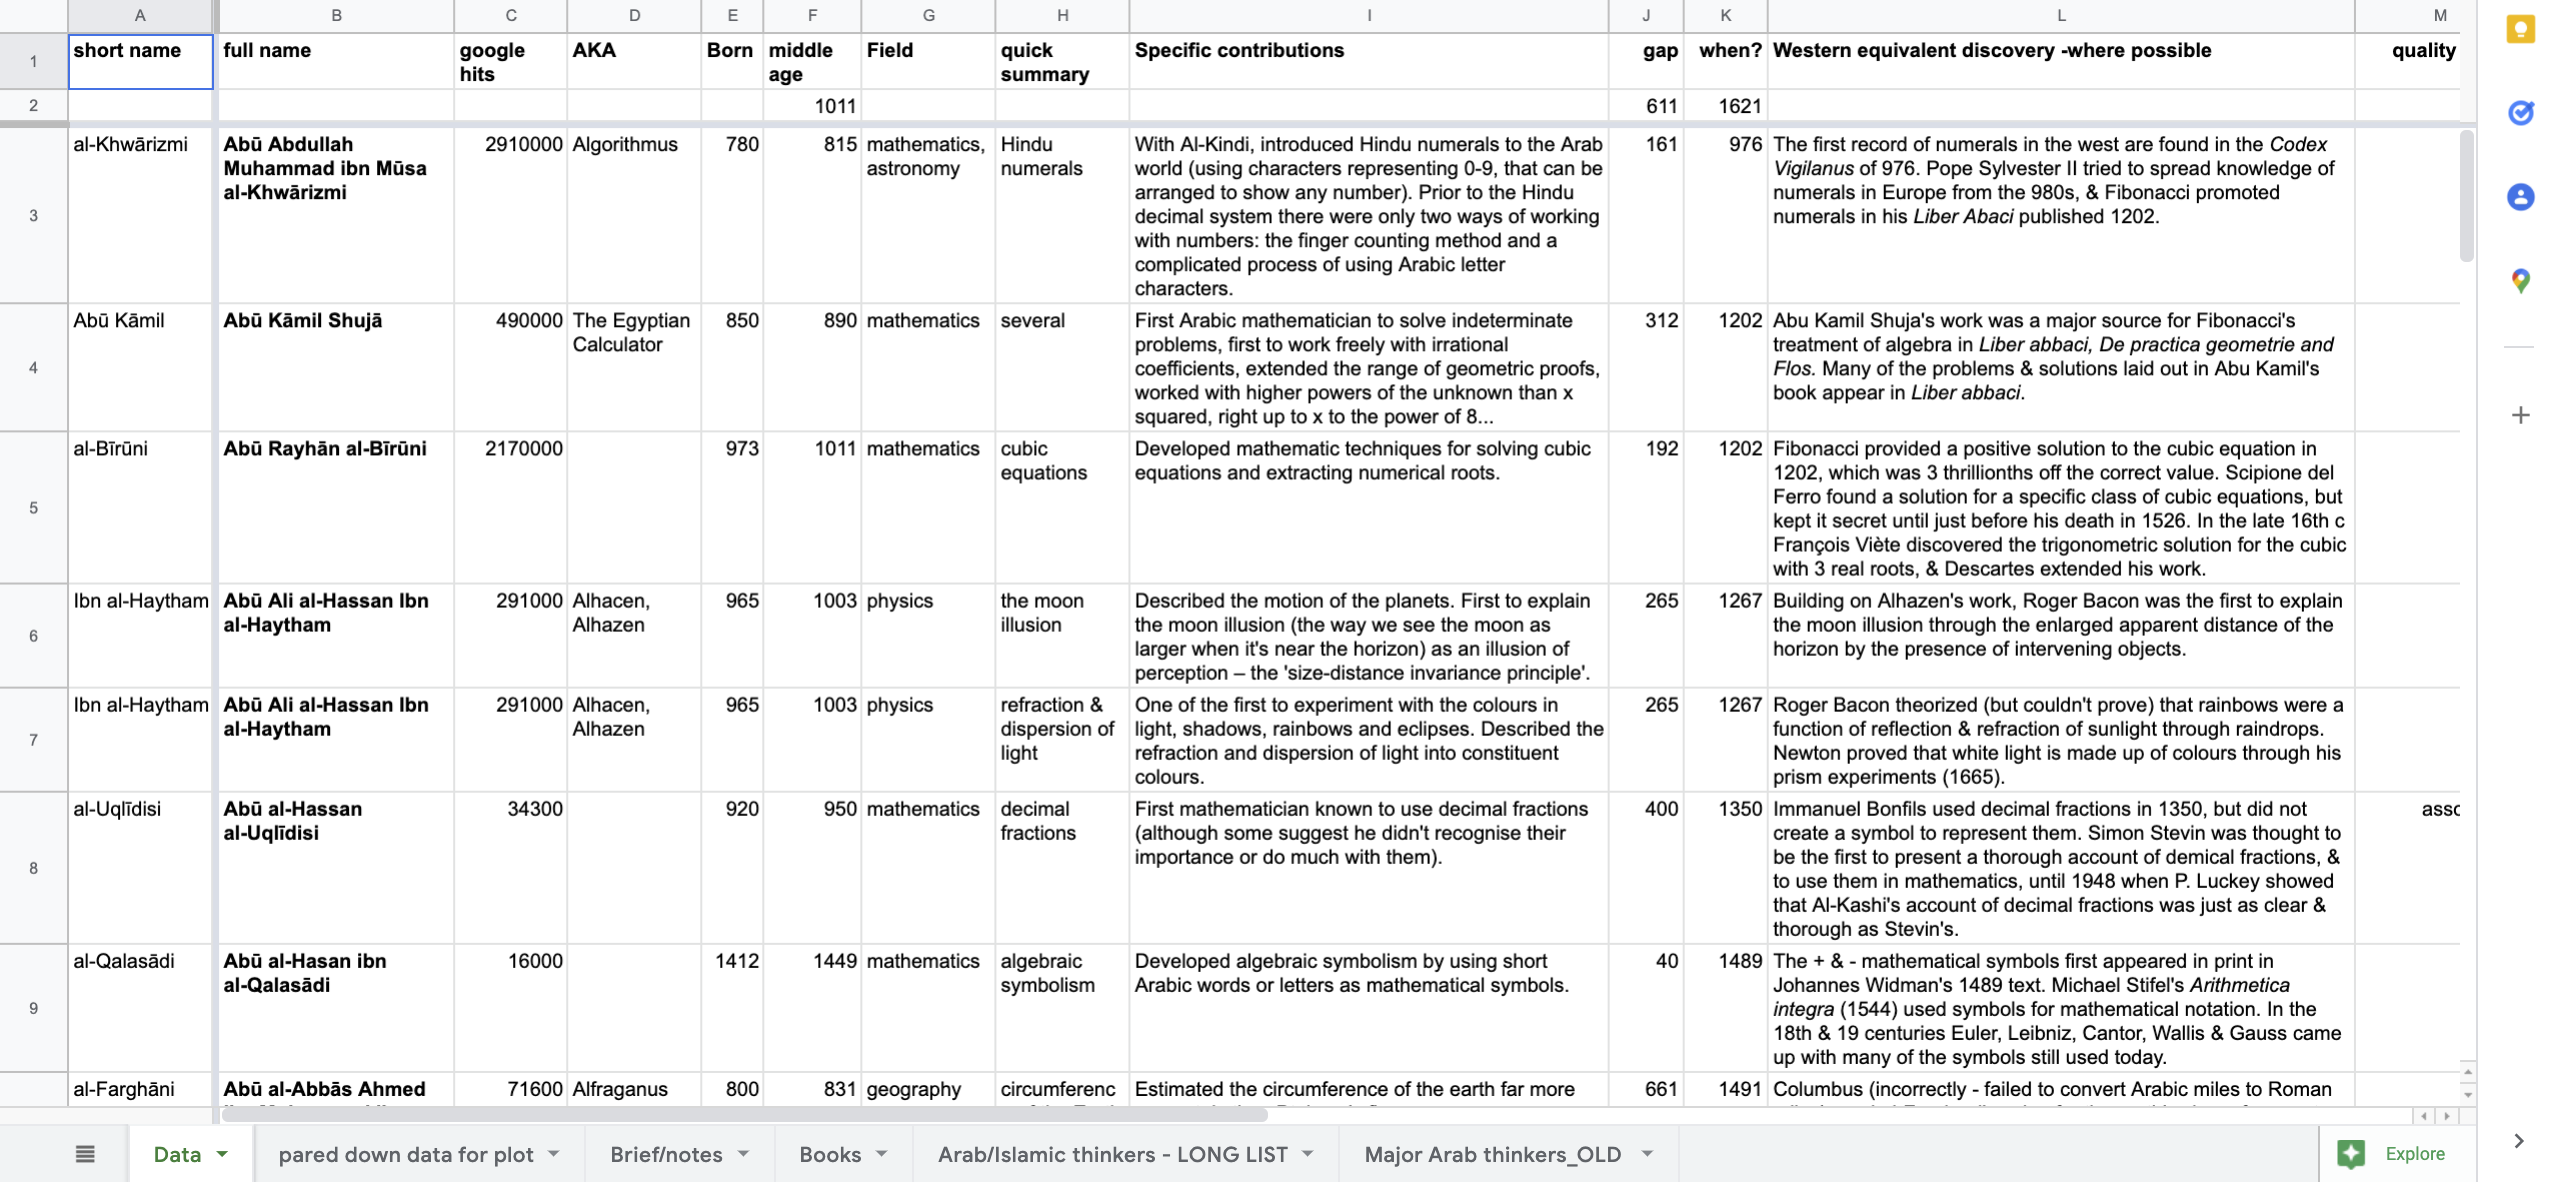 A B C D E F G H I J K L M
1 short name full name google hits AKA Born middle age Field quick summary Specific contributions gap when? Western equivalent discovery -where possible quality
2 1011 611 1621
3 al-Khwārizmi Abū Abdullah Muhammad ibn Mūsa al-Khwārizmi 2910000 Algorithmus 780 815 mathematics, astronomy Hindu numerals
With Al-Kindi, introduced Hindu numerals to the Arab
world (using characters representing 0-9, that can be
arranged to show any number). Prior to the Hindu
decimal system there were only two ways of working
with numbers: the finger counting method and a
complicated process of using Arabic letter
characters.
161 976
The first record of numerals in the west are found in the Codex
Vigilanus of 976. Pope Sylvester II tried to spread knowledge of
numerals in Europe from the 980s, & Fibonacci promoted
numerals in his Liber Abaci published 1202.
4 Abū Kāmil Abū Kāmil Shujā 490000 The Egyptian Calculator 850 890 mathematics several
First Arabic mathematician to solve indeterminate
problems, first to work freely with irrational
coefficients, extended the range of geometric proofs,
worked with higher powers of the unknown than x
squared, right up to x to the power of 8...
312 1202
Abu Kamil Shuja's work was a major source for Fibonacci's
treatment of algebra in Liber abbaci, De practica geometrie and
Flos. Many of the problems & solutions laid out in Abu Kamil's
book appear in Liber abbaci.
5 al-Bīrūni Abū Rayhān al-Bīrūni 2170000 973 1011 mathematics cubic equations
Developed mathematic techniques for solving cubic
equations and extracting numerical roots.
192 1202
Fibonacci provided a positive solution to the cubic equation in
1202, which was 3 thrillionths off the correct value. Scipione del
Ferro found a solution for a specific class of cubic equations, but
kept it secret until just before his death in 1526. In the late 16th c
François Viète discovered the trigonometric solution for the cubic
with 3 real roots, & Descartes extended his work.
6 Ibn al-Haytham Abū Ali al-Hassan Ibn al-Haytham 291000 Alhacen, Alhazen 965 1003 physics the moon illusion
Described the motion of the planets. First to explain
the moon illusion (the way we see the moon as
larger when it's near the horizon) as an illusion of
perception – the 'size-distance invariance principle'.
265 1267
Building on Alhazen's work, Roger Bacon was the first to explain
the moon illusion through the enlarged apparent distance of the
horizon by the presence of intervening objects.
7 Ibn al-Haytham Abū Ali al-Hassan Ibn al-Haytham 291000 Alhacen, Alhazen 965 1003 physics refraction & dispersion of light
One of the first to experiment with the colours in
light, shadows, rainbows and eclipses. Described the
refraction and dispersion of light into constituent
colours.
265 1267
Roger Bacon theorized (but couldn't prove) that rainbows were a
function of reflection & refraction of sunlight through raindrops.
Newton proved that white light is made up of colours through his
prism experiments (1665).
8 al-Uqlīdisi Abū al-Hassan al-Uqlīdisi 34300 920 950 mathematics decimal fractions
First mathematician known to use decimal fractions
(although some suggest he didn't recognise their
importance or do much with them).
400 1350
Immanuel Bonfils used decimal fractions in 1350, but did not
create a symbol to represent them. Simon Stevin was thought to
be the first to present a thorough account of demical fractions, &
to use them in mathematics, until 1948 when P. Luckey showed
that Al-Kashi's account of decimal fractions was just as clear &
thorough as Stevin's.
9 al-Qalasādi Abū al-Hasan ibn al-Qalasādi 16000 1412 1449 mathematics algebraic symbolism
Developed algebraic symbolism by using short
Arabic words or letters as mathematical symbols.
40 1489
The + & - mathematical symbols first appeared in print in
Johannes Widman's 1489 text. Michael Stifel's Arithmetica
integra (1544) used symbols for mathematical notation. In the
18th & 19 centuries Euler, Leibniz, Cantor, Wallis & Gauss came
up with many of the symbols still used today.
al-Farghāni Abū al-Abbās Ahmed 71600 Alfraganus 800 831 geography circumferenc Estimated the circumference of the earth far more 661 1491 Columbus (incorrectly - failed to convert Arabic miles to Roman
Data pared down data for plot Brief/notes Books Arab/Islamic thinkers - LONG LIST Major Arab thinkers_OLD Explore